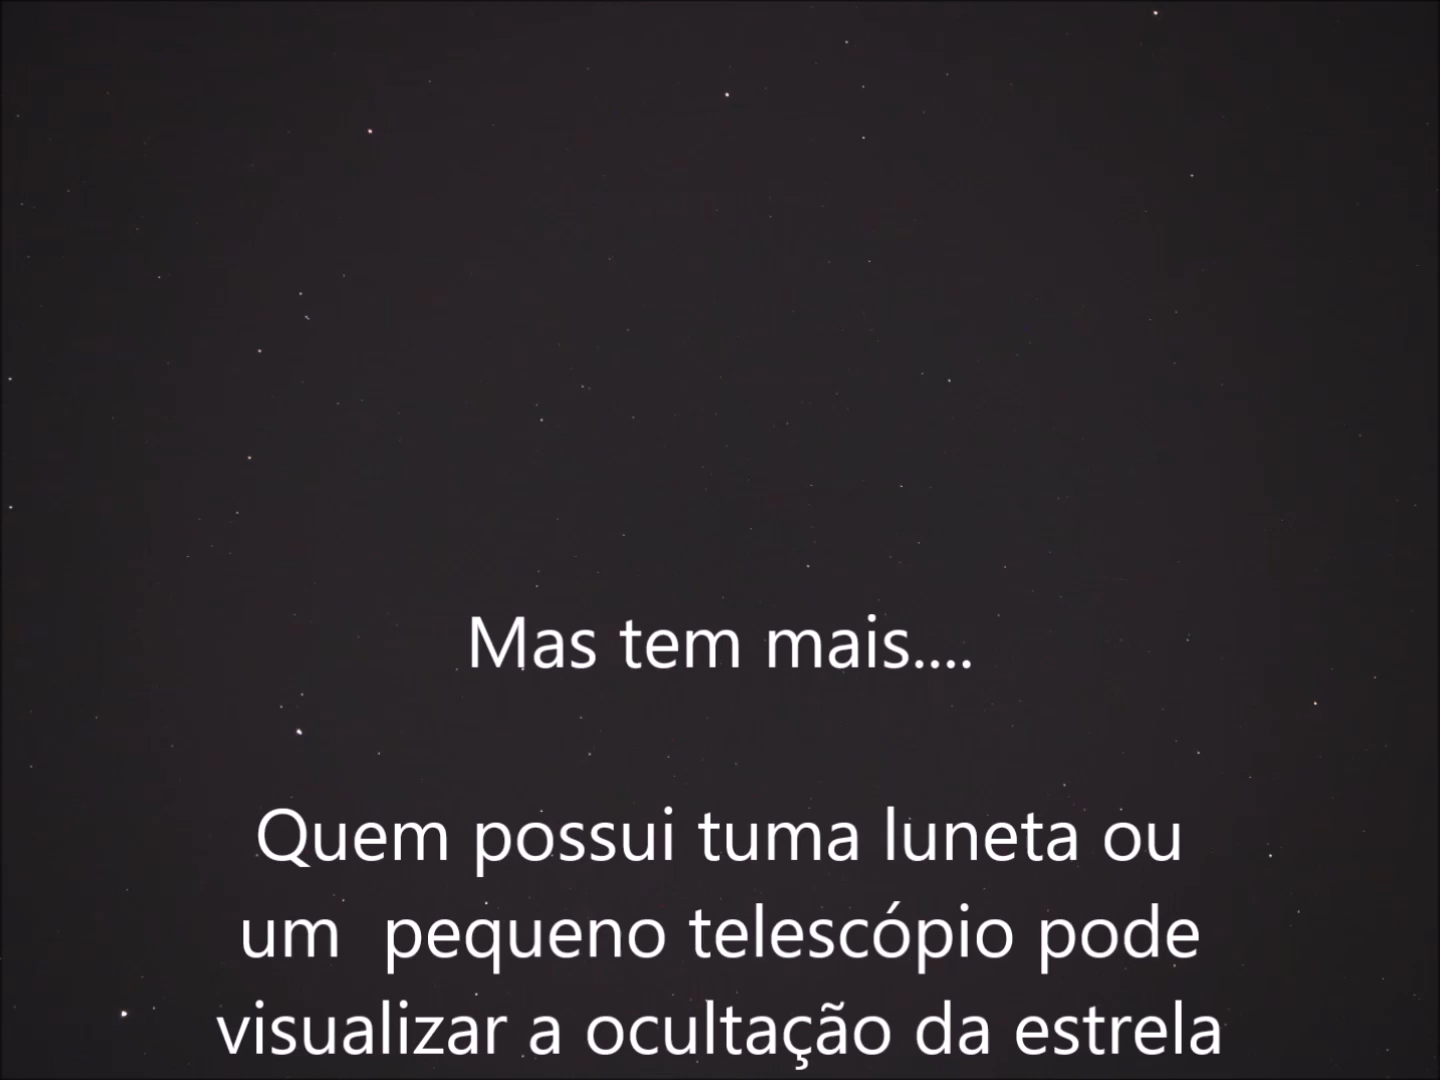 Mas tem mais....
Quem possui tuma luneta ou
um  pequeno telescópio pode
visualizar a ocultação da estrela